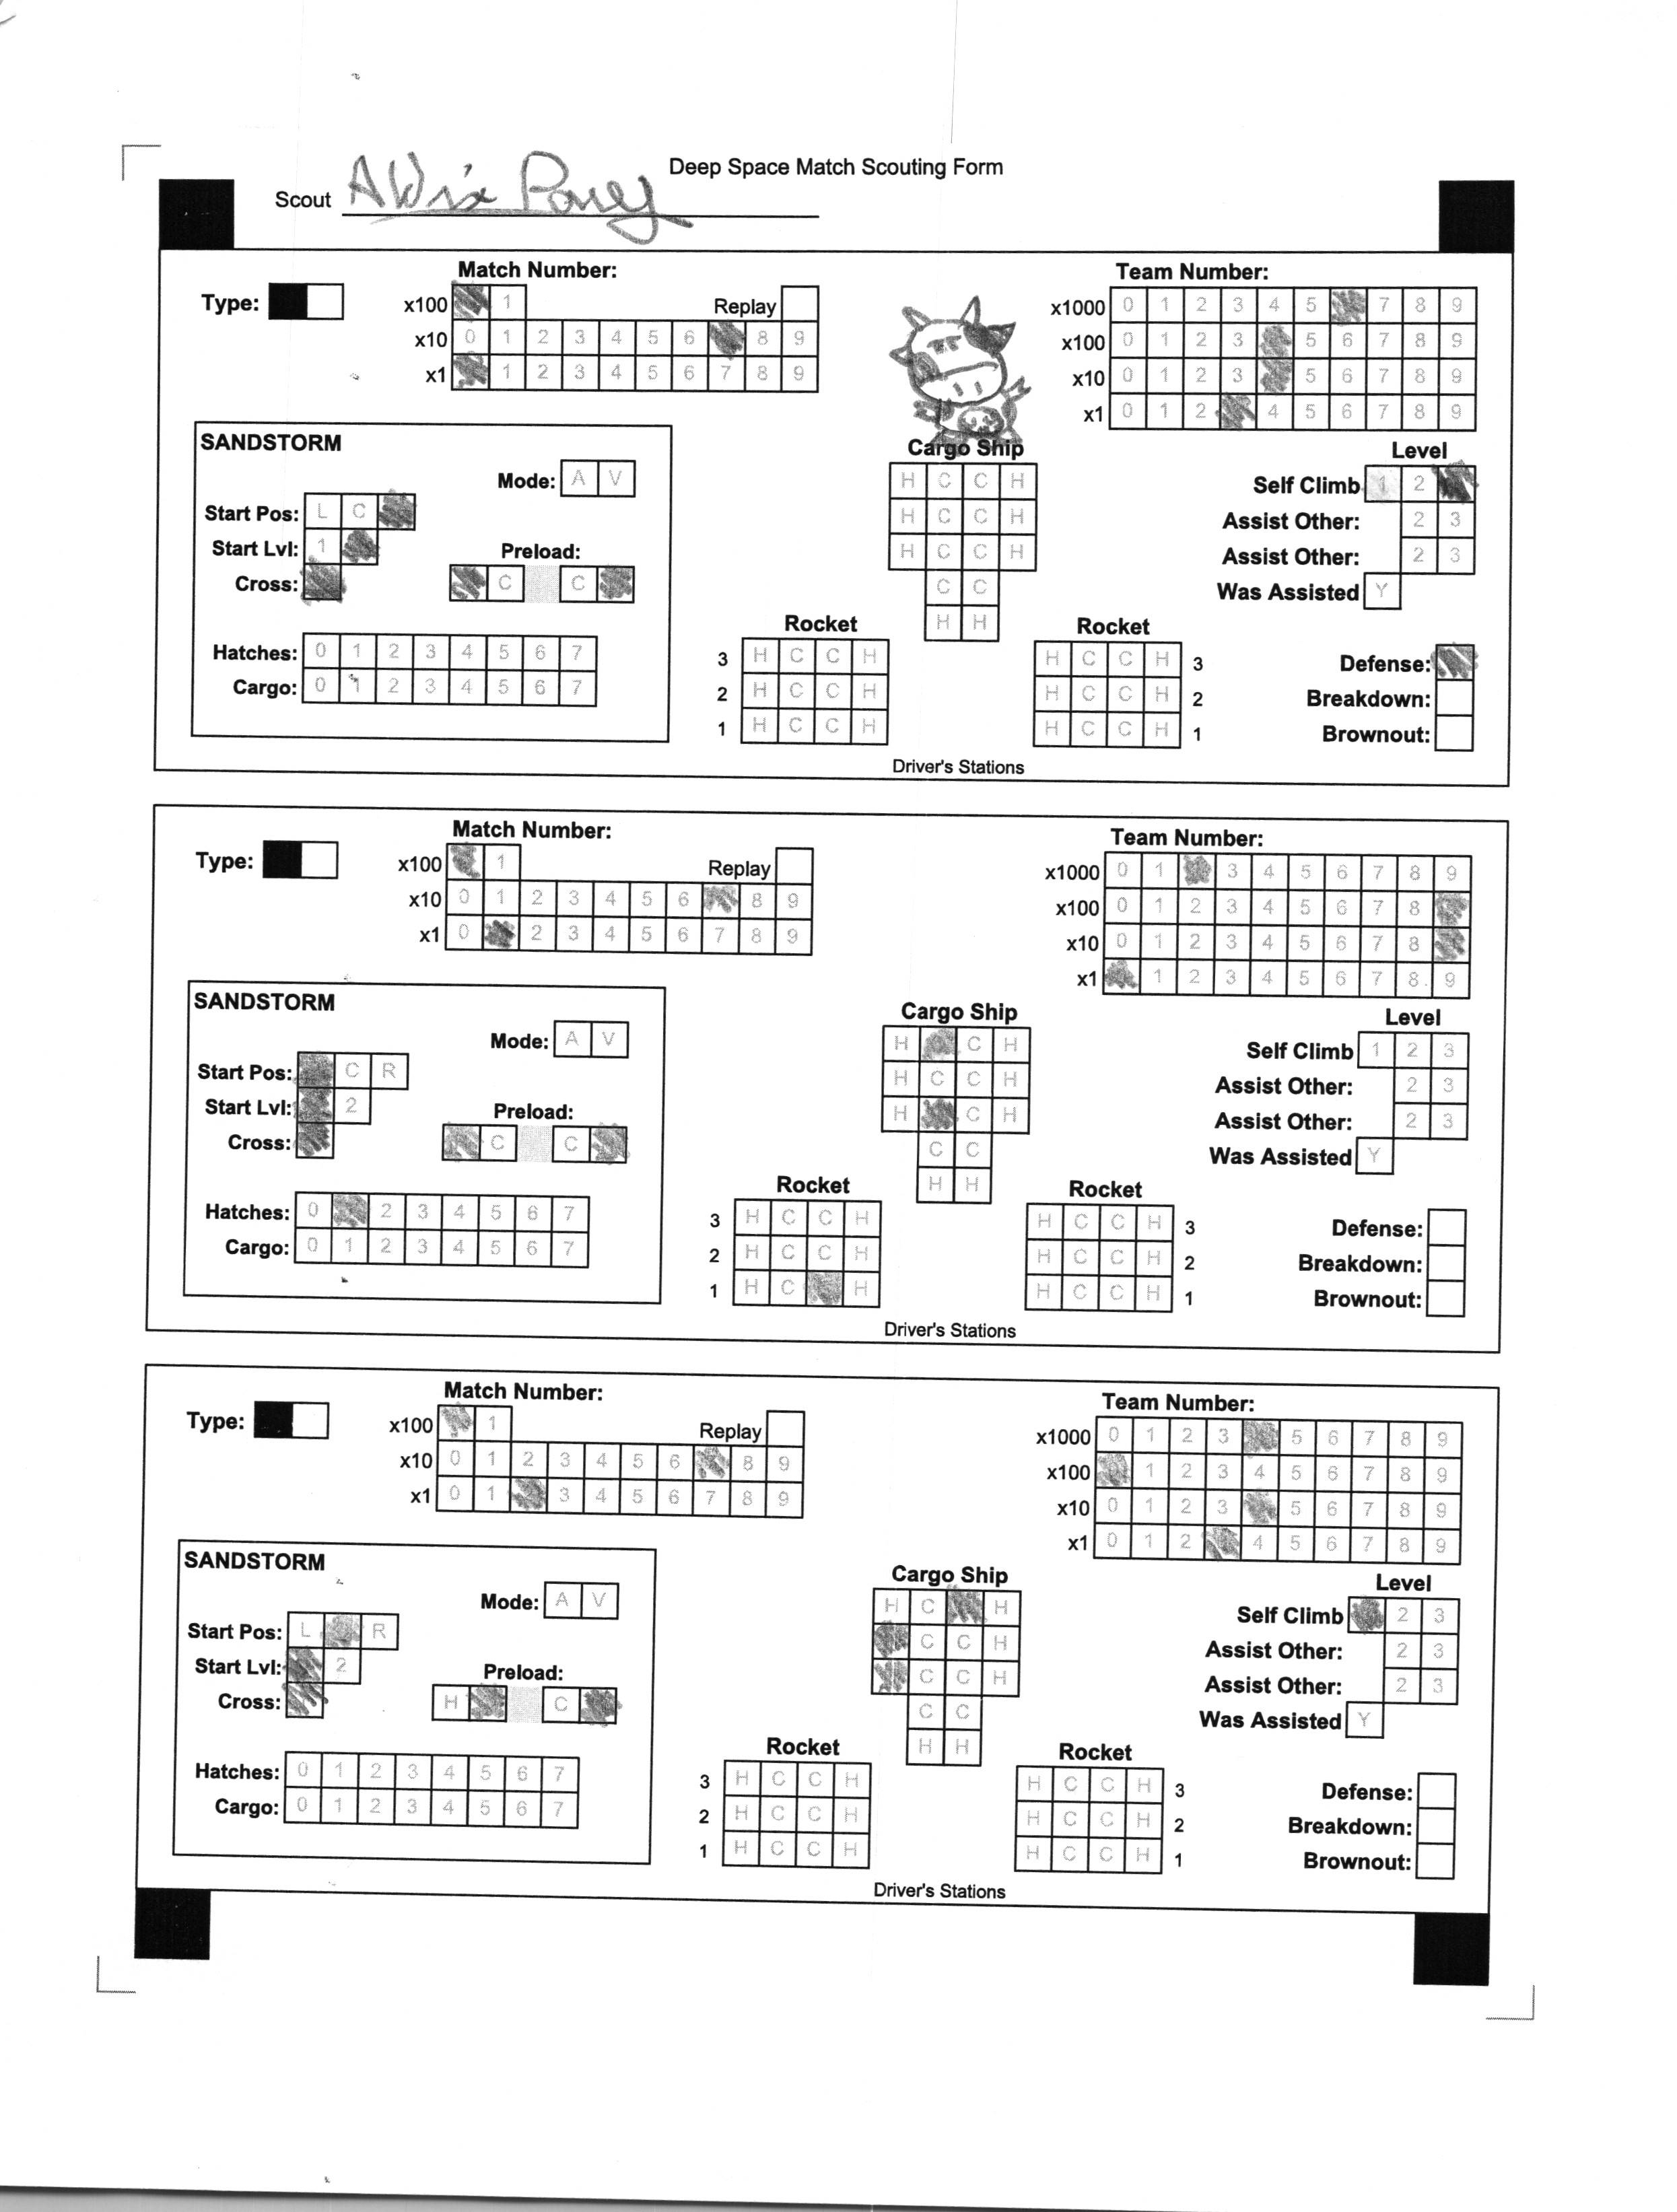 Deep Space Match Scouting Form
Scout
Match Number:
Team Number:
Type:
x100 1 Replay
x10 0 1 2 3 4 5 6 8 9
x1 1 2 3 4 5 6 7 8 9
x1000 0 1 2 3 4 5 7 8 9
x100 0 1 2 3 5 6 7 8 9
x10 0 1 2 3 5 6 7 8 9
x1 0 1 2 4 5 6 7 8 9
SANDSTORM
Mode: A V
Start Pos: L C
Start Lvl: 1
Cross:
Preload:
C C
Hatches: 0 1 2 3 4 5 6 7
Cargo: 0 1 2 3 4 5 6 7
Cargo Ship
H C C H
H C C H
H C C H
C C
H H
Rocket
3 H C C H
2 H C C H
1 H C C H
Rocket
H C C H 3
H C C H 2
H C C H 1
Driver's Stations
Level
Self Climb 1 2
Assist Other: 2 3
Assist Other: 2 3
Was Assisted Y
Defense:
Breakdown:
Brownout:
Match Number:
Team Number:
Type:
x100 1 Replay
x10 0 1 2 3 4 5 6 8 9
x1 0 2 3 4 5 6 7 8 9
x1000 0 1 3 4 5 6 7 8 9
x100 0 1 2 3 4 5 6 7 8
x10 0 1 2 3 4 5 6 7 8
x1 1 2 3 4 5 6 7 8 9
SANDSTORM
Mode: A V
Start Pos: C R
Start Lvl: 2
Cross:
Preload:
C C
Hatches: 0 2 3 4 5 6 7
Cargo: 0 1 2 3 4 5 6 7
Cargo Ship
H C H
H C C H
H C H
C C
H H
Rocket
3 H C C H
2 H C C H
1 H C H
Rocket
H C C H 3
H C C H 2
H C C H 1
Driver's Stations
Level
Self Climb 1 2 3
Assist Other: 2 3
Assist Other: 2 3
Was Assisted Y
Defense:
Breakdown:
Brownout:
Match Number:
Team Number:
Type:
x100 1 Replay
x10 0 1 2 3 4 5 6 8 9
x1 0 1 3 4 5 6 7 8 9
x1000 0 1 2 3 5 6 7 8 9
x100 1 2 3 4 5 6 7 8 9
x10 0 1 2 3 5 6 7 8 9
x1 0 1 2 4 5 6 7 8 9
SANDSTORM
Mode: A V
Start Pos: L R
Start Lvl: 2
Cross:
Preload:
H C
Hatches: 0 1 2 3 4 5 6 7
Cargo: 0 1 2 3 4 5 6 7
Cargo Ship
H C H
C C H
C C H
C C
H H
Rocket
3 H C C H
2 H C C H
1 H C C H
Rocket
H C C H 3
H C C H 2
H C C H 1
Driver's Stations
Level
Self Climb 2 3
Assist Other: 2 3
Assist Other: 2 3
Was Assisted Y
Defense:
Breakdown:
Brownout: